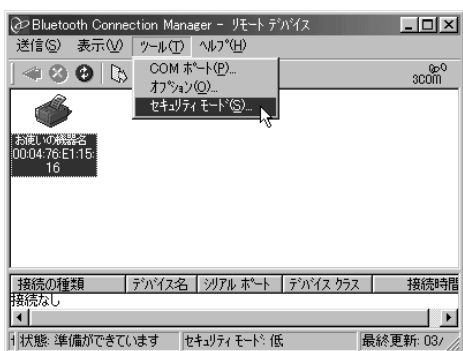 Bluetooth Connection Manager - リモート デバイス
送信(S) 表示(V) ツール(T) ヘルプ(H)
COM ポート(P)...
オプション(O)...
セキュリティ モード(S)...
3COM
お使いの機器名
00:04:76:E1:15:
16
接続の種類 デバイス名 シリアル ポート デバイス クラス 接続時間
接続なし
状態: 準備ができています セキュリティ モード: 低 最終更新: 03/